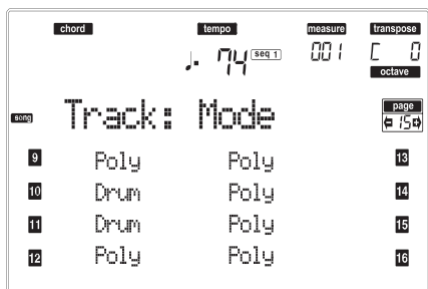 chord tempo measure transpose
♩. 74 seq 1 001 C 0
octave
song Track: Mode page
15
9 Poly Poly 13
10 Drum Poly 14
11 Drum Poly 15
12 Poly Poly 16